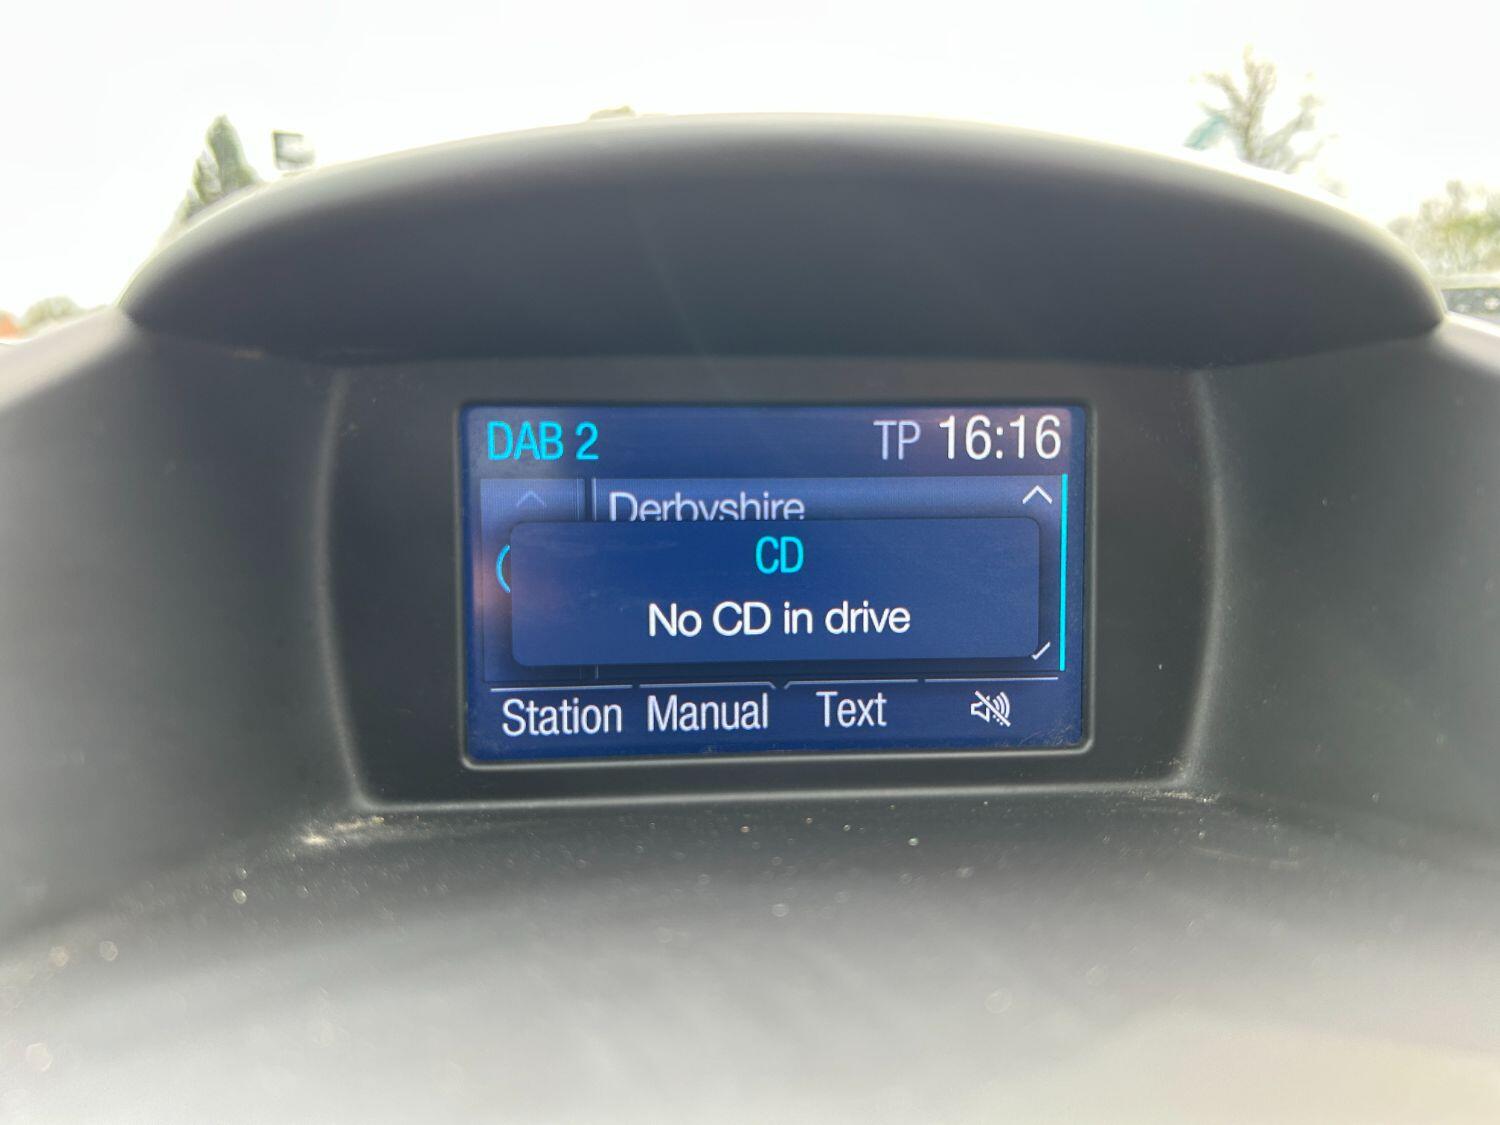 DAB 2 TP 16:16
Derbyshire
CD
No CD in drive
Station Manual Text